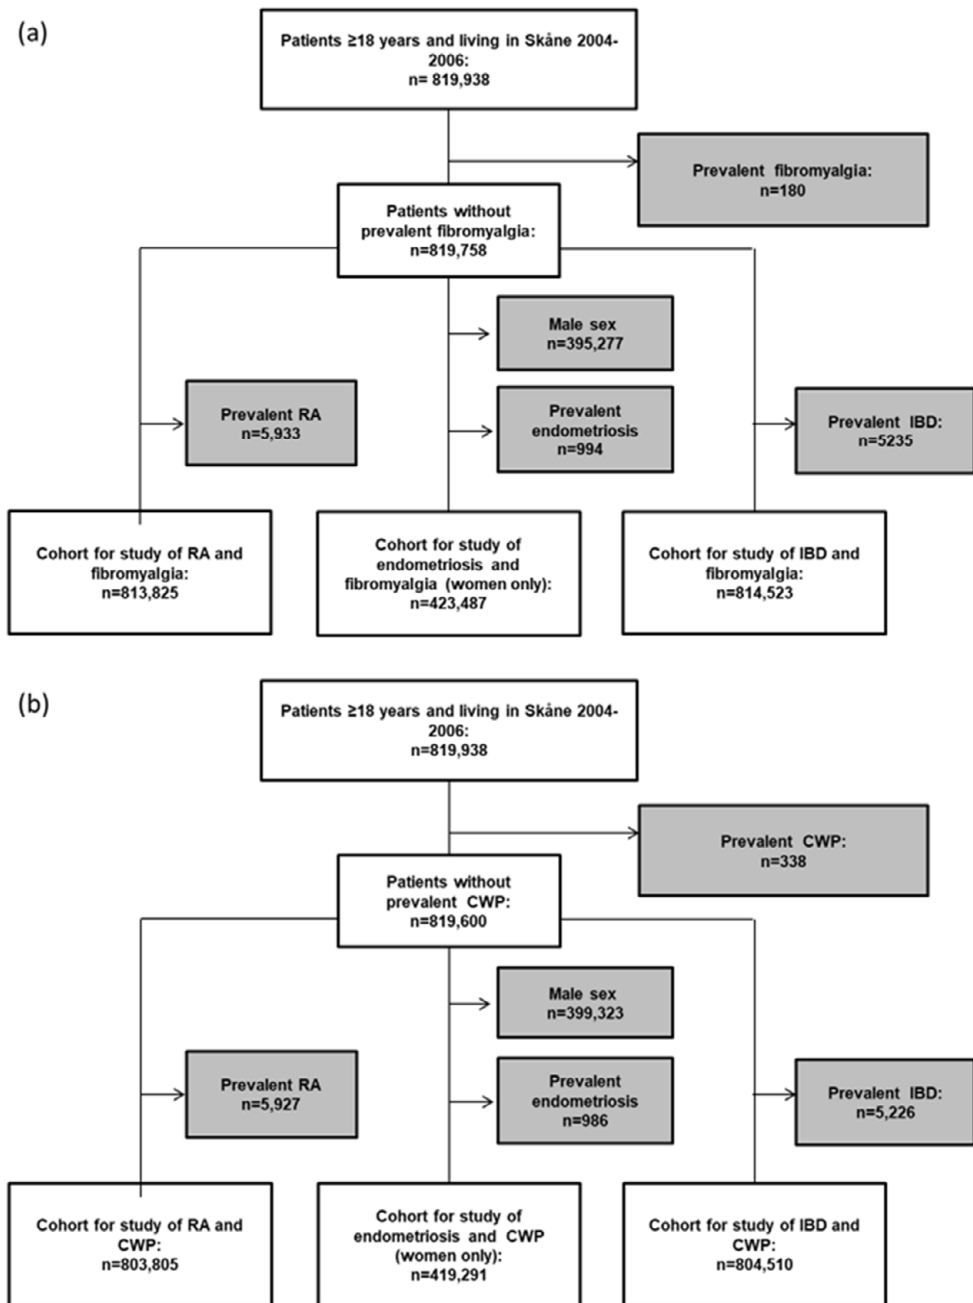 (a)
Patients ≥18 years and living in Skåne 2004-
2006:
n= 819,938
Prevalent fibromyalgia:
n=180
Patients without
prevalent fibromyalgia:
n=819,758
Male sex
n=395,277
Prevalent RA
n=5,933
Prevalent
endometriosis
n=994
Prevalent IBD:
n=5235
Cohort for study of RA and
fibromyalgia:
n=813,825
Cohort for study of
endometriosis and
fibromyalgia (women only):
n=423,487
Cohort for study of IBD and
fibromyalgia:
n=814,523
(b)
Patients ≥18 years and living in Skåne 2004-
2006:
n=819,938
Prevalent CWP:
n=338
Patients without
prevalent CWP:
n=819,600
Male sex
n=399,323
Prevalent RA
n=5,927
Prevalent
endometriosis
n=986
Prevalent IBD:
n=5,226
Cohort for study of RA and
CWP:
n=803,805
Cohort for study of
endometriosis and CWP
(women only):
n=419,291
Cohort for study of IBD and
CWP:
n=804,510